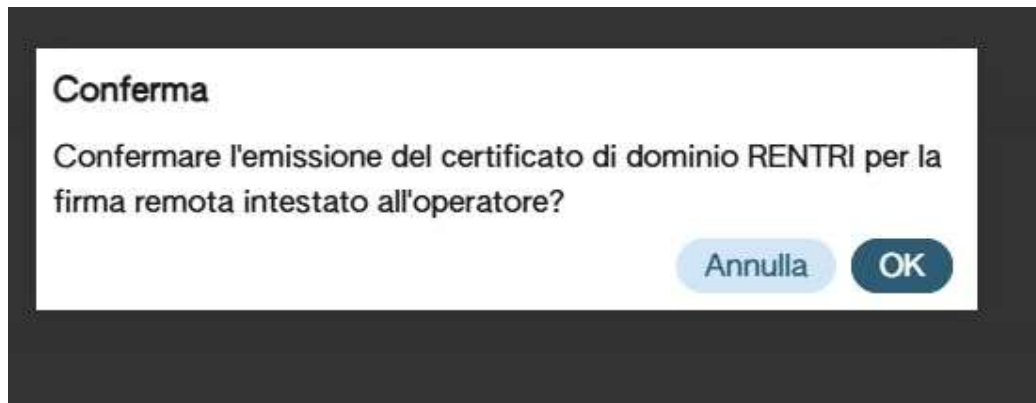 Conferma
Confermare l'emissione del certificato di dominio RENTRI per la
firma remota intestato all'operatore?
Annulla OK